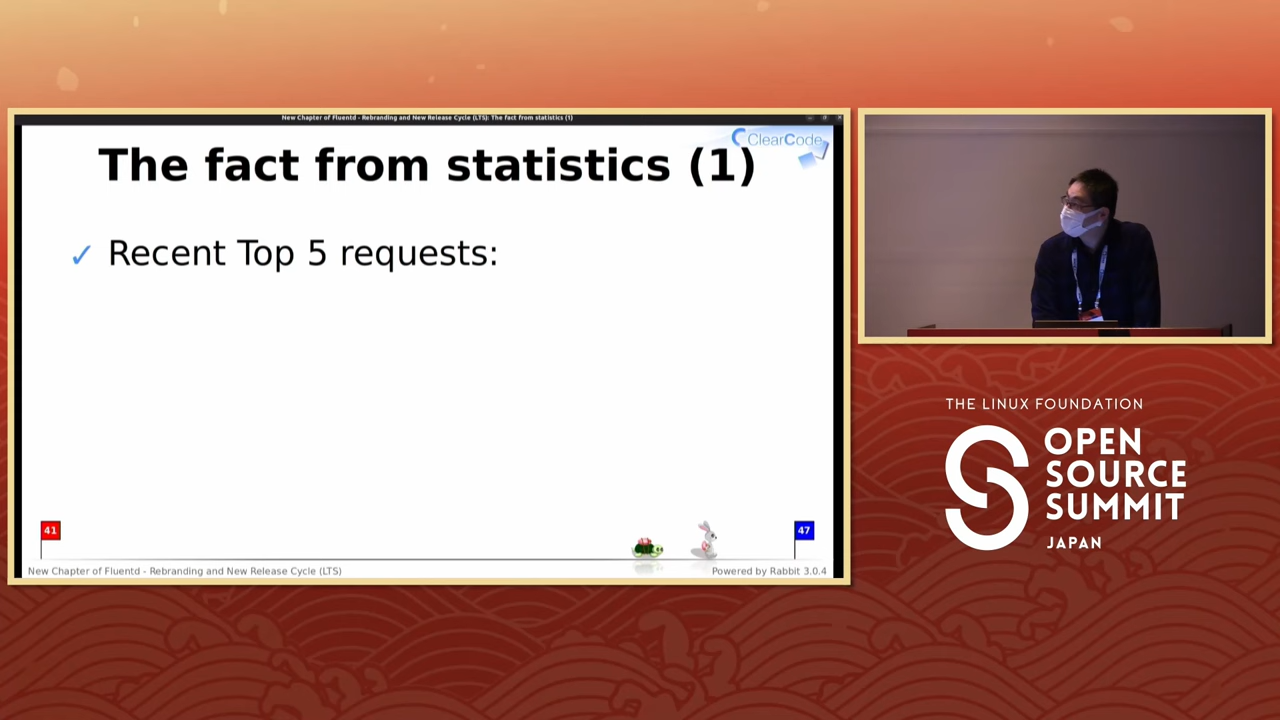 New Chapter of Fluentd - Rebranding and New Release Cycle (LTS): The fact from statistics (1)
ClearCode
The fact from statistics (1)
✓ Recent Top 5 requests:
41
47
New Chapter of Fluentd - Rebranding and New Release Cycle (LTS)
Powered by Rabbit 3.0.4
THE LINUX FOUNDATION
OPEN
SOURCE
SUMMIT
JAPAN